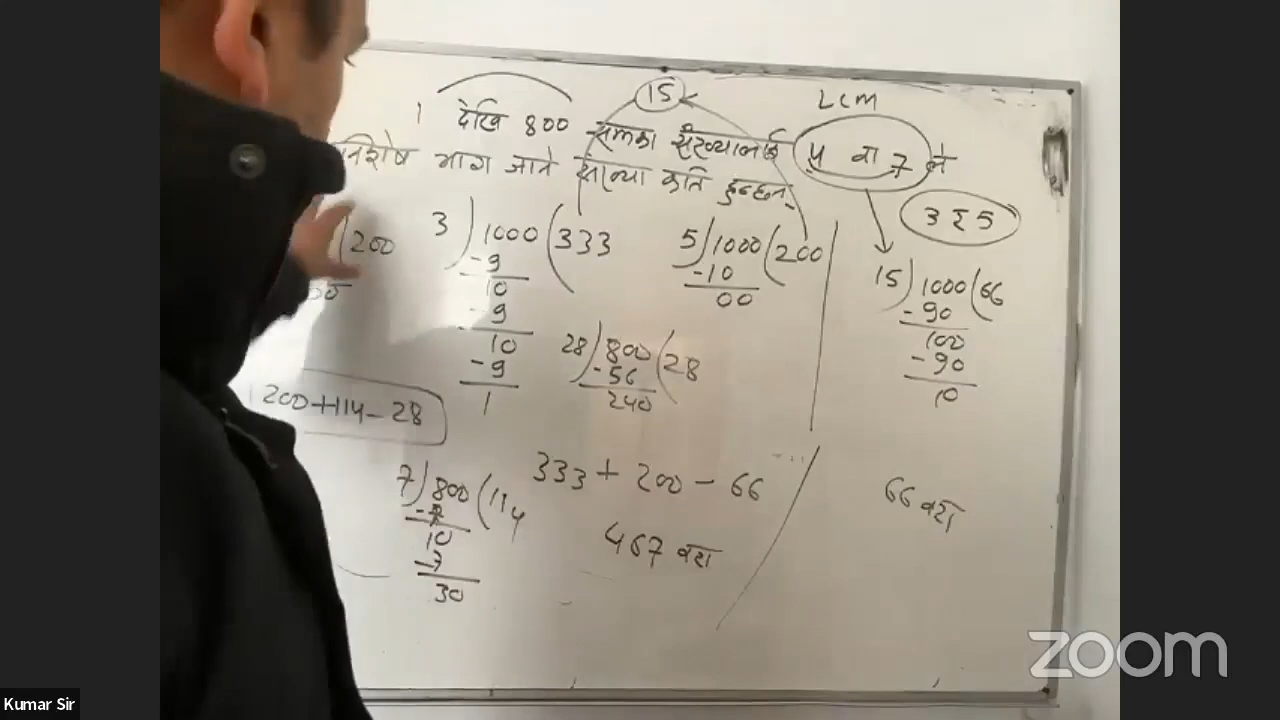 15
LCM
1 देखि 800 सम्मका संख्यालाई ५ वा 7 ले
निशेष भाग जाने संख्या कति हुन्छन्
3 र 5
(200
3)1000(333
-9
10
-9
10
-9
1
5)1000(200
-10
00
15)1000(66
-90
100
-90
10
28)800(28
-56
240
200+114-28
7)800(114
-7
10
-7
30
333 + 200 - 66
467 वटा
66 वटा
zoom
Kumar Sir